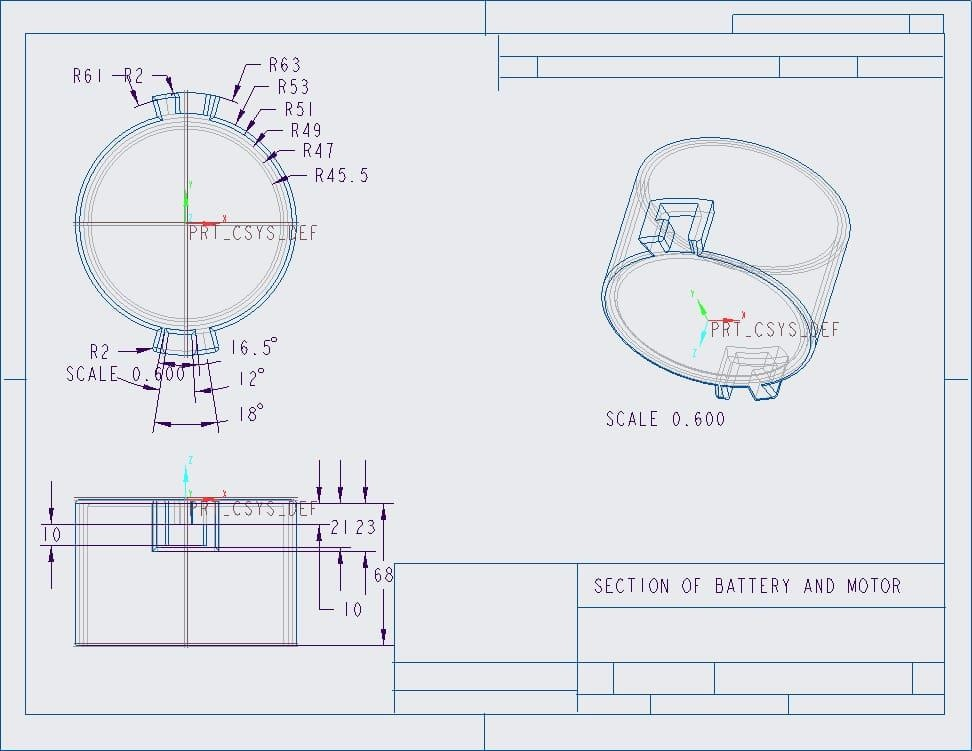 R61 R2 R63
R53
R51
R49
R47
R45.5
Y
Z X
PRT_CSYS_DEF
R2 16.5°
SCALE 0.600 12°
18°
Y
X
PRT_CSYS_DEF
Z
SCALE 0.600
Z
Y X
PRT_CSYS_DEF
10 21 23
68
10
SECTION OF BATTERY AND MOTOR